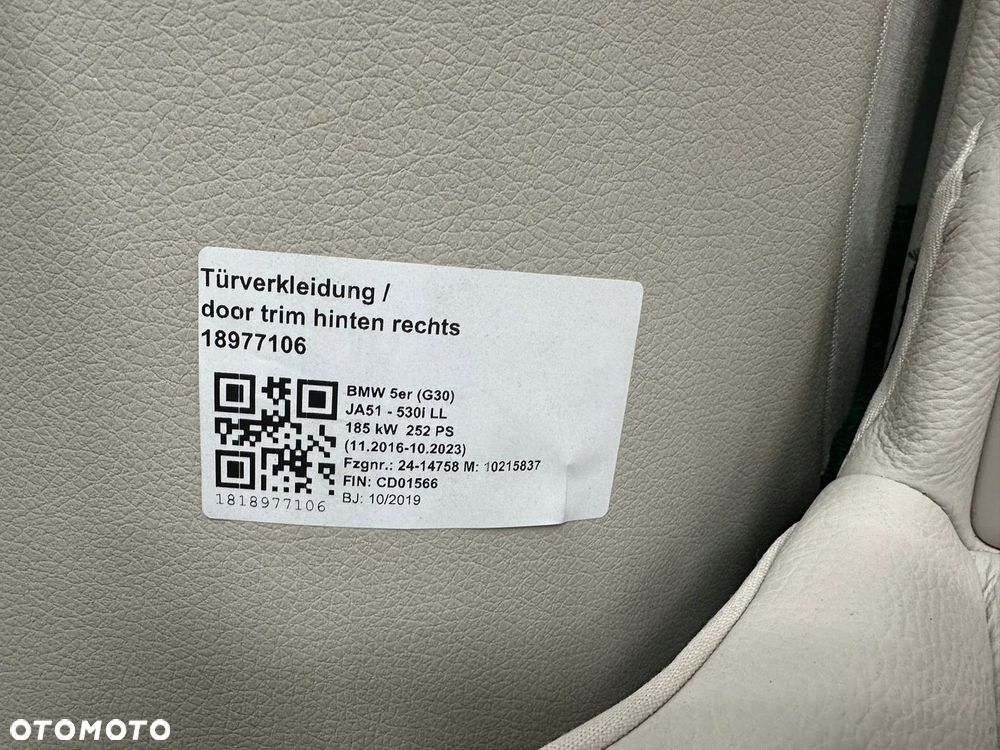 Türverkleidung /
door trim hinten rechts
18977106
BMW 5er (G30)
JA51 - 530i LL
185 kW 252 PS
(11.2016-10.2023)
Fzgnr.: 24-14758 M: 10215837
FIN: CD01566
BJ: 10/2019
1818977106
OTOMOTO